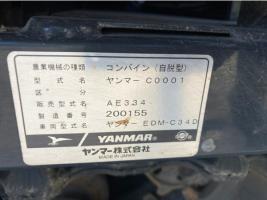 農業機械の種類 コンバイン(自脱型)
型式名 ヤンマー C0001
区分
販売型式名 AE334
製造番号 200155
車両型式名 ヤンマー EDM-C34D
YANMAR
ヤンマー株式会社
MADE IN JAPAN